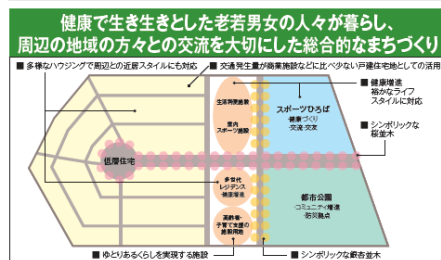 健康で生き生きとした老若男女の人々が暮らし、
周辺の地域の方々との交流を大切にした総合的なまちづくり
■ 多様なハウジングで周辺との近居スタイルにも対応
■ 交通発生量が商業施設などに比べ少ない戸建住宅地としての活用
■ 健康増進
裕かなライフ
スタイルに対応
生活利便施設
室内
スポーツ施設
スポーツひろば
・健康づくり
・交流・交友
■ シンボリックな
桜並木
低層住宅
多世代
レジデンス
・健康増進
都市公園
・コミュニティ増進
・防災拠点
高齢者・
子育て支援の
施設用地
■ ゆとりあるくらしを実現する施設
■ シンボリックな銀杏並木